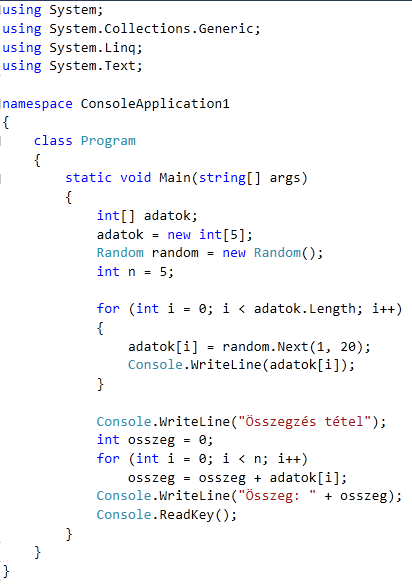 using System;
using System.Collections.Generic;
using System.Linq;
using System.Text;

namespace ConsoleApplication1
{
    class Program
    {
        static void Main(string[] args)
        {
            int[] adatok;
            adatok = new int[5];
            Random random = new Random();
            int n = 5;

            for (int i = 0; i < adatok.Length; i++)
            {
                adatok[i] = random.Next(1, 20);
                Console.WriteLine(adatok[i]);
            }

            Console.WriteLine("Összegzés tétel");
            int osszeg = 0;
            for (int i = 0; i < n; i++)
                osszeg = osszeg + adatok[i];
            Console.WriteLine("Összeg: " + osszeg);
            Console.ReadKey();
        }
    }
}